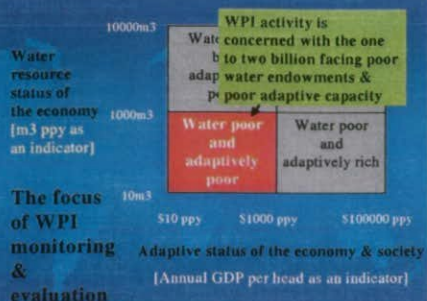 10000m3
WPI activity is
concerned with the one
to two billion facing poor
water endowments &
poor adaptive capacity
Water
resource
status of
the economy
[m3 ppy as
an indicator]
1000m3
Water poor
and
adaptively
poor
Water poor
and
adaptively rich
10m3
$10 ppy $1000 ppy $100000 ppy
The focus
of WPI
monitoring
&
evaluation
Adaptive status of the economy & society
[Annual GDP per head as an indicator]